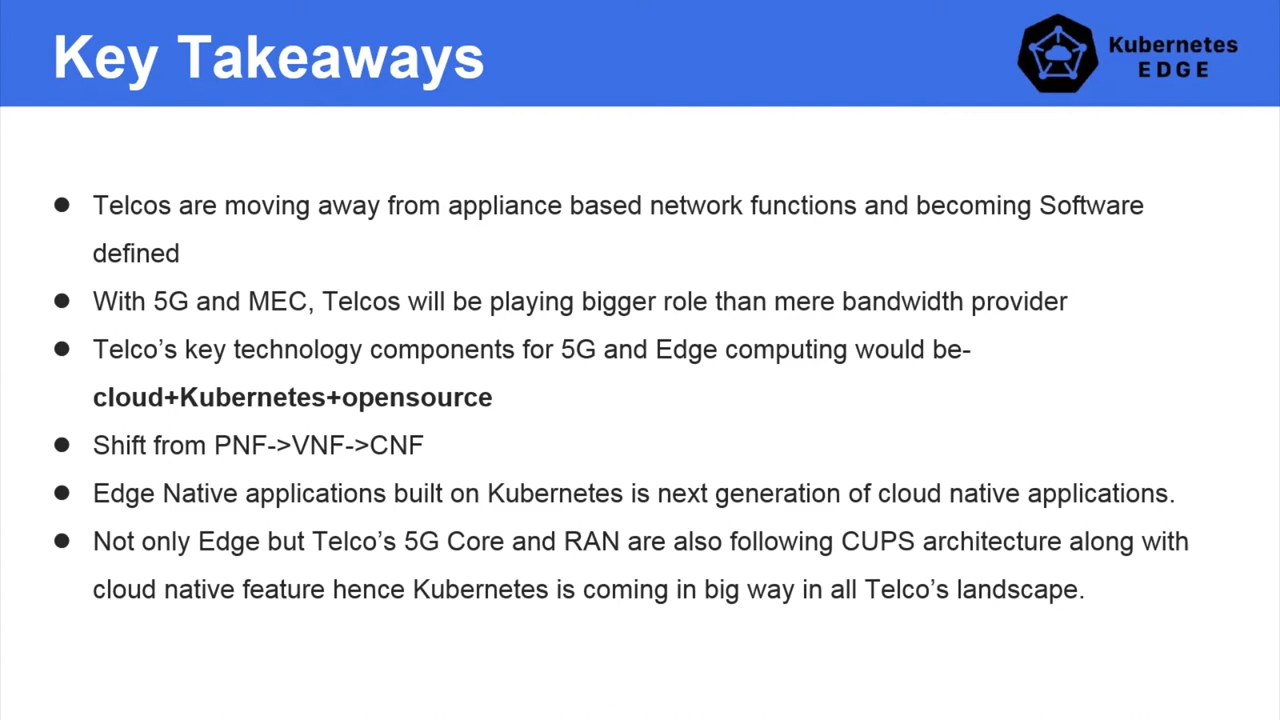 Key Takeaways
Kubernetes
EDGE
● Telcos are moving away from appliance based network functions and becoming Software
defined
● With 5G and MEC, Telcos will be playing bigger role than mere bandwidth provider
● Telco’s key technology components for 5G and Edge computing would be-
cloud+Kubernetes+opensource
● Shift from PNF->VNF->CNF
● Edge Native applications built on Kubernetes is next generation of cloud native applications.
● Not only Edge but Telco’s 5G Core and RAN are also following CUPS architecture along with
cloud native feature hence Kubernetes is coming in big way in all Telco’s landscape.